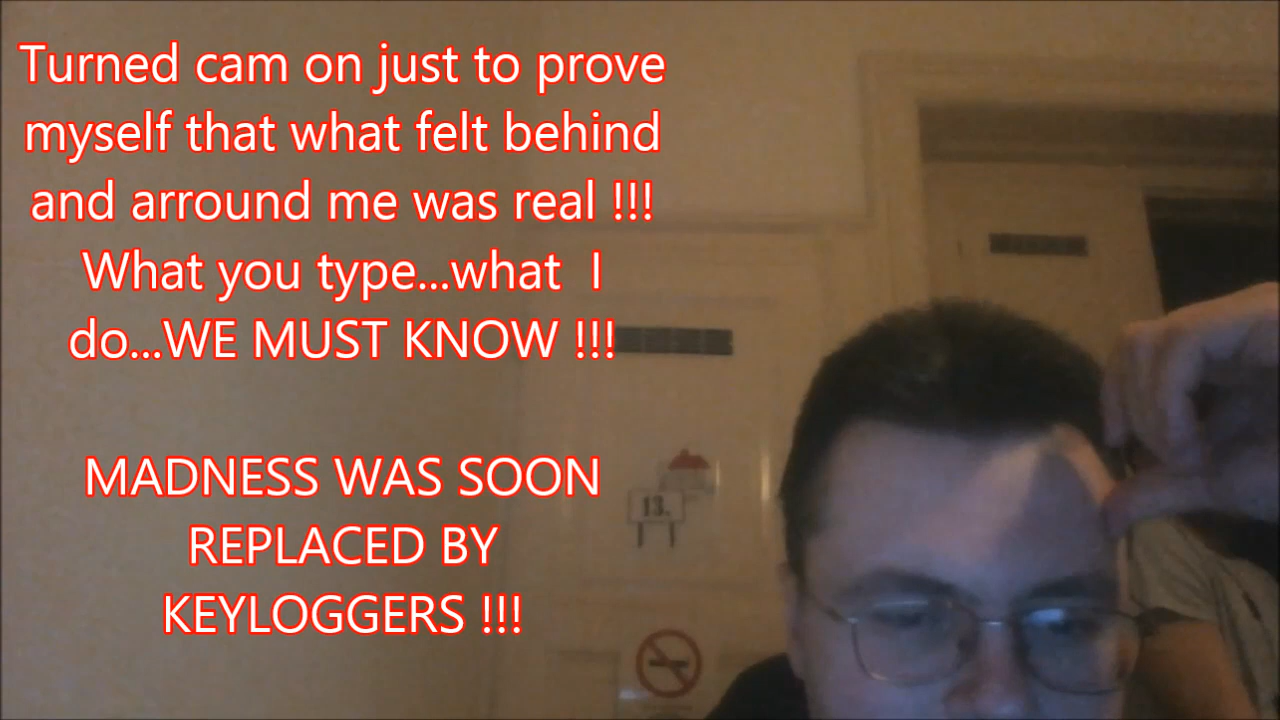 Turned cam on just to prove
myself that what felt behind
and arround me was real !!!
What you type...what  I
do...WE MUST KNOW !!!
MADNESS WAS SOON
REPLACED BY
KEYLOGGERS !!!
13.